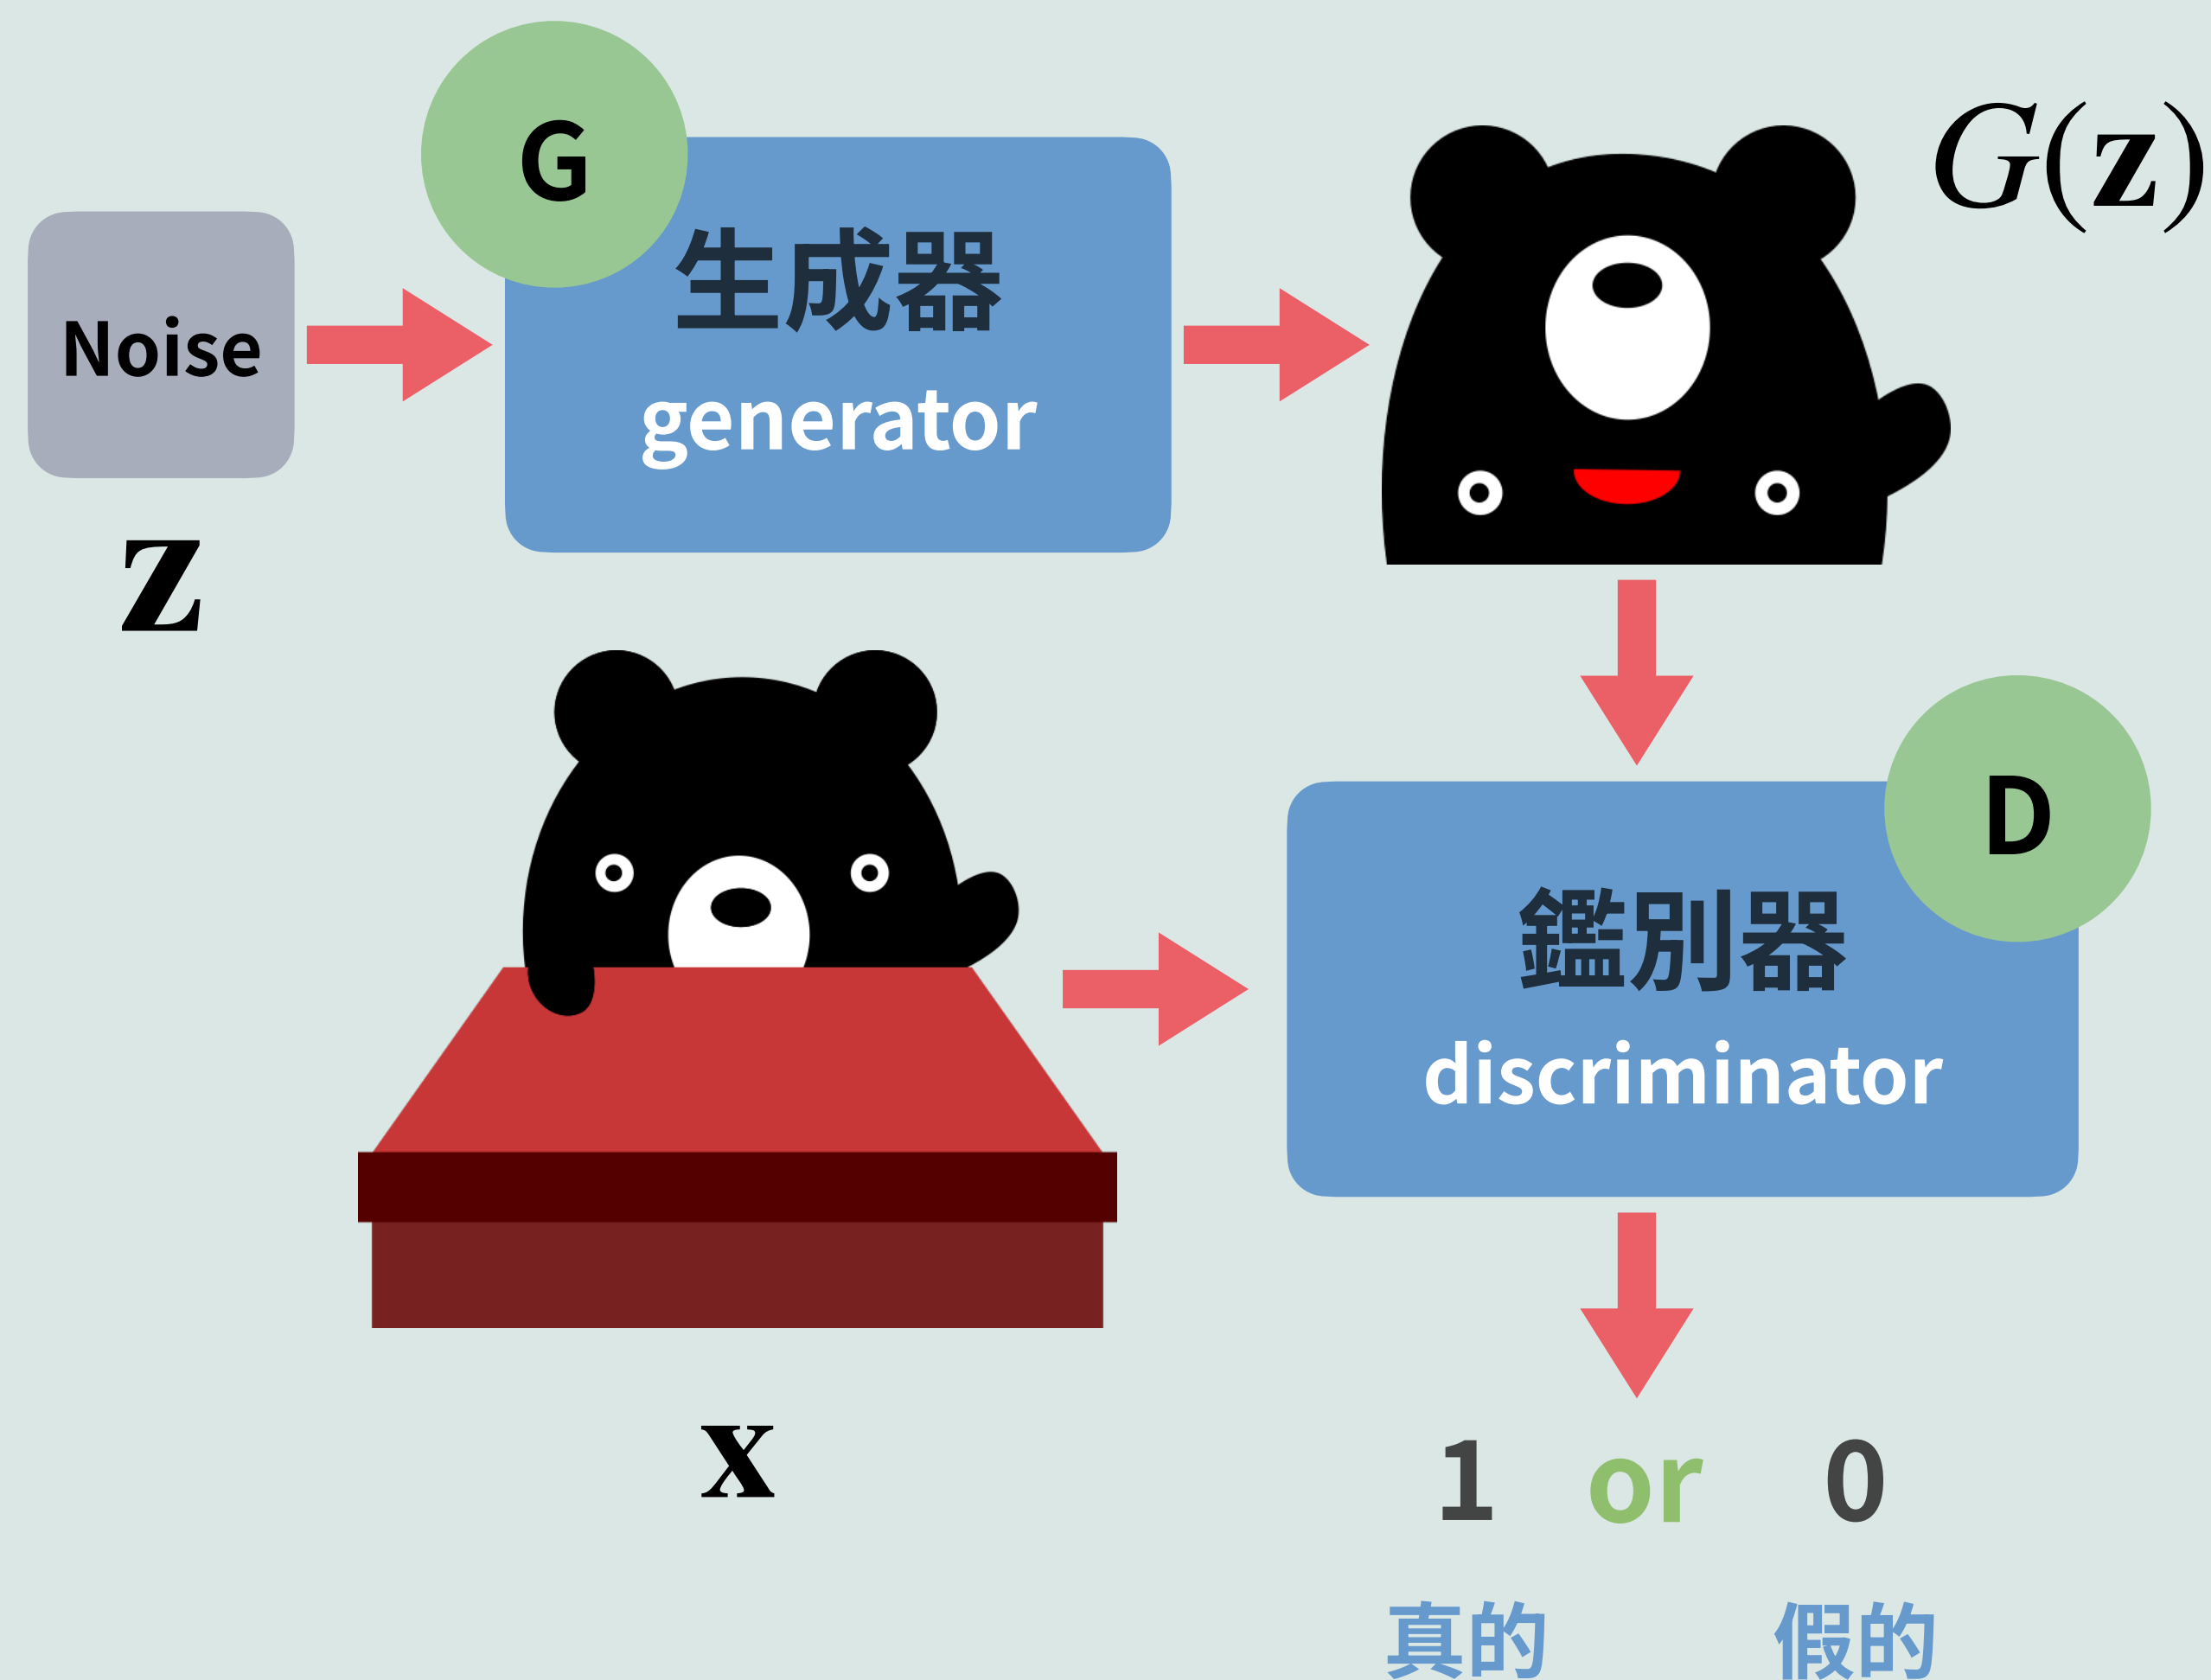 G
G(z)
生成器
Noise
generator
z
D
鑑別器
discriminator
x
1 or 0
真的 假的